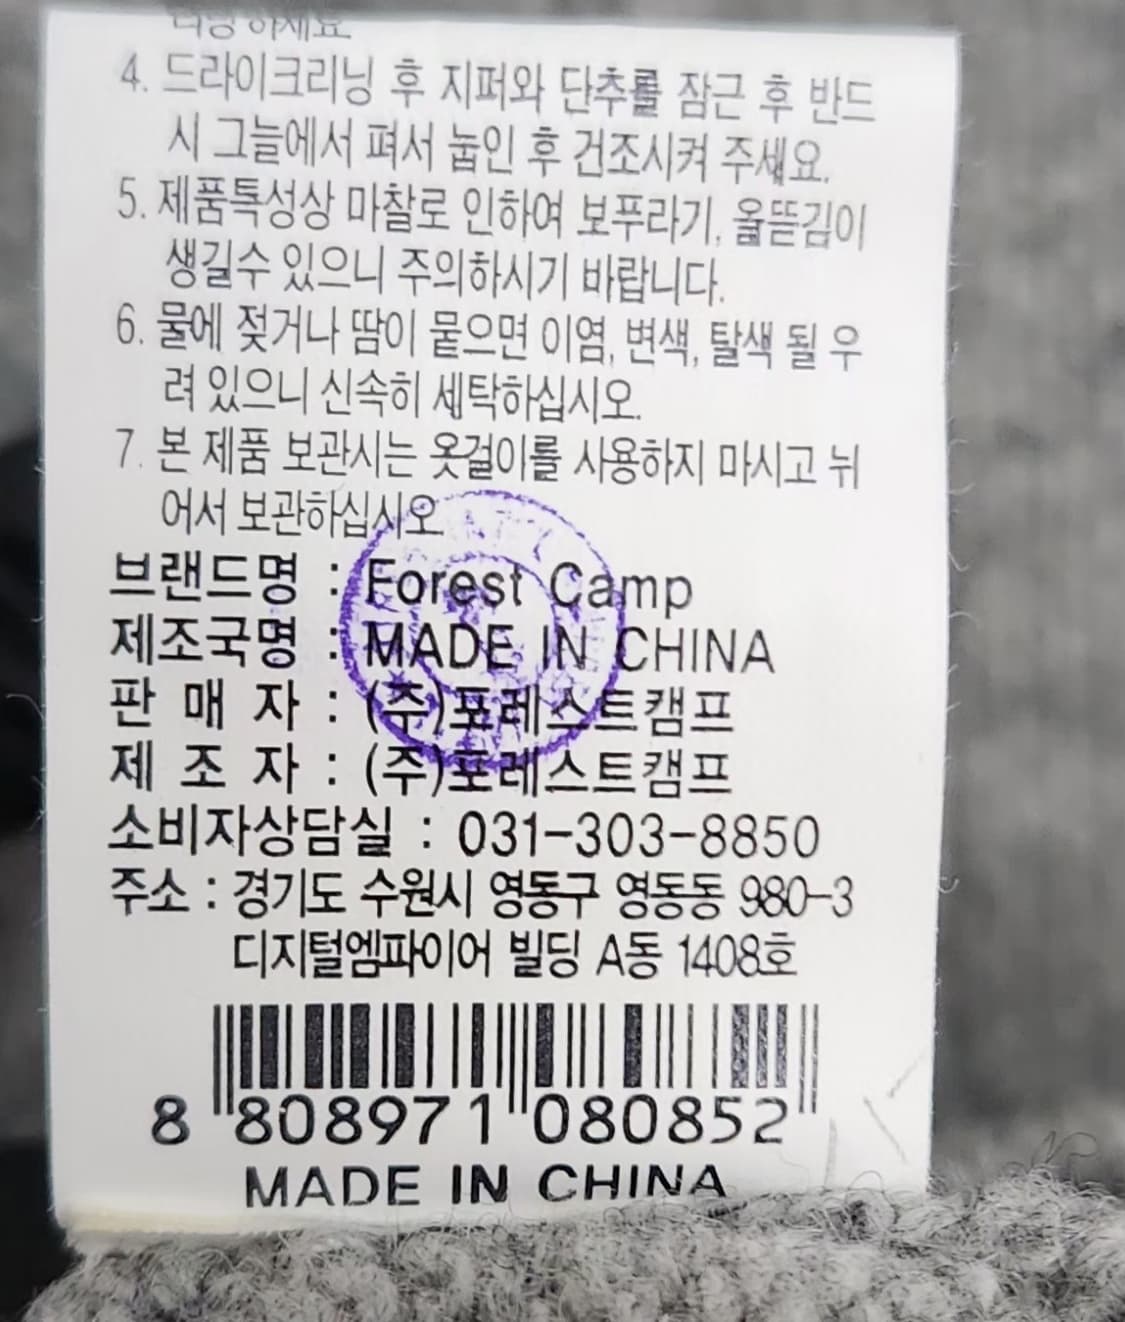 4. 드라이크리닝 후 지퍼와 단추를 잠근 후 반드
시 그늘에서 펴서 눕인 후 건조시켜 주세요.
5. 제품특성상 마찰로 인하여 보푸라기, 옳뜯김이
생길수 있으니 주의하시기 바랍니다.
6. 물에 젖거나 땀이 뭍으면 이염, 변색, 탈색 될 우
려 있으니 신속히 세탁하십시오.
7. 본 제품 보관시는 옷걸이를 사용하지 마시고 뉘
어서 보관하십시오
브랜드명 : Forest Camp
제조국명 : MADE IN CHINA
판 매 자 : (주)포레스트캠프
제 조 자 : (주)포레스트캠프
소비자상담실 : 031-303-8850
주소 : 경기도 수원시 영동구 영동동 980-3
디지털엠파이어 빌딩 A동 1408호
8 808971 080852
MADE IN CHINA